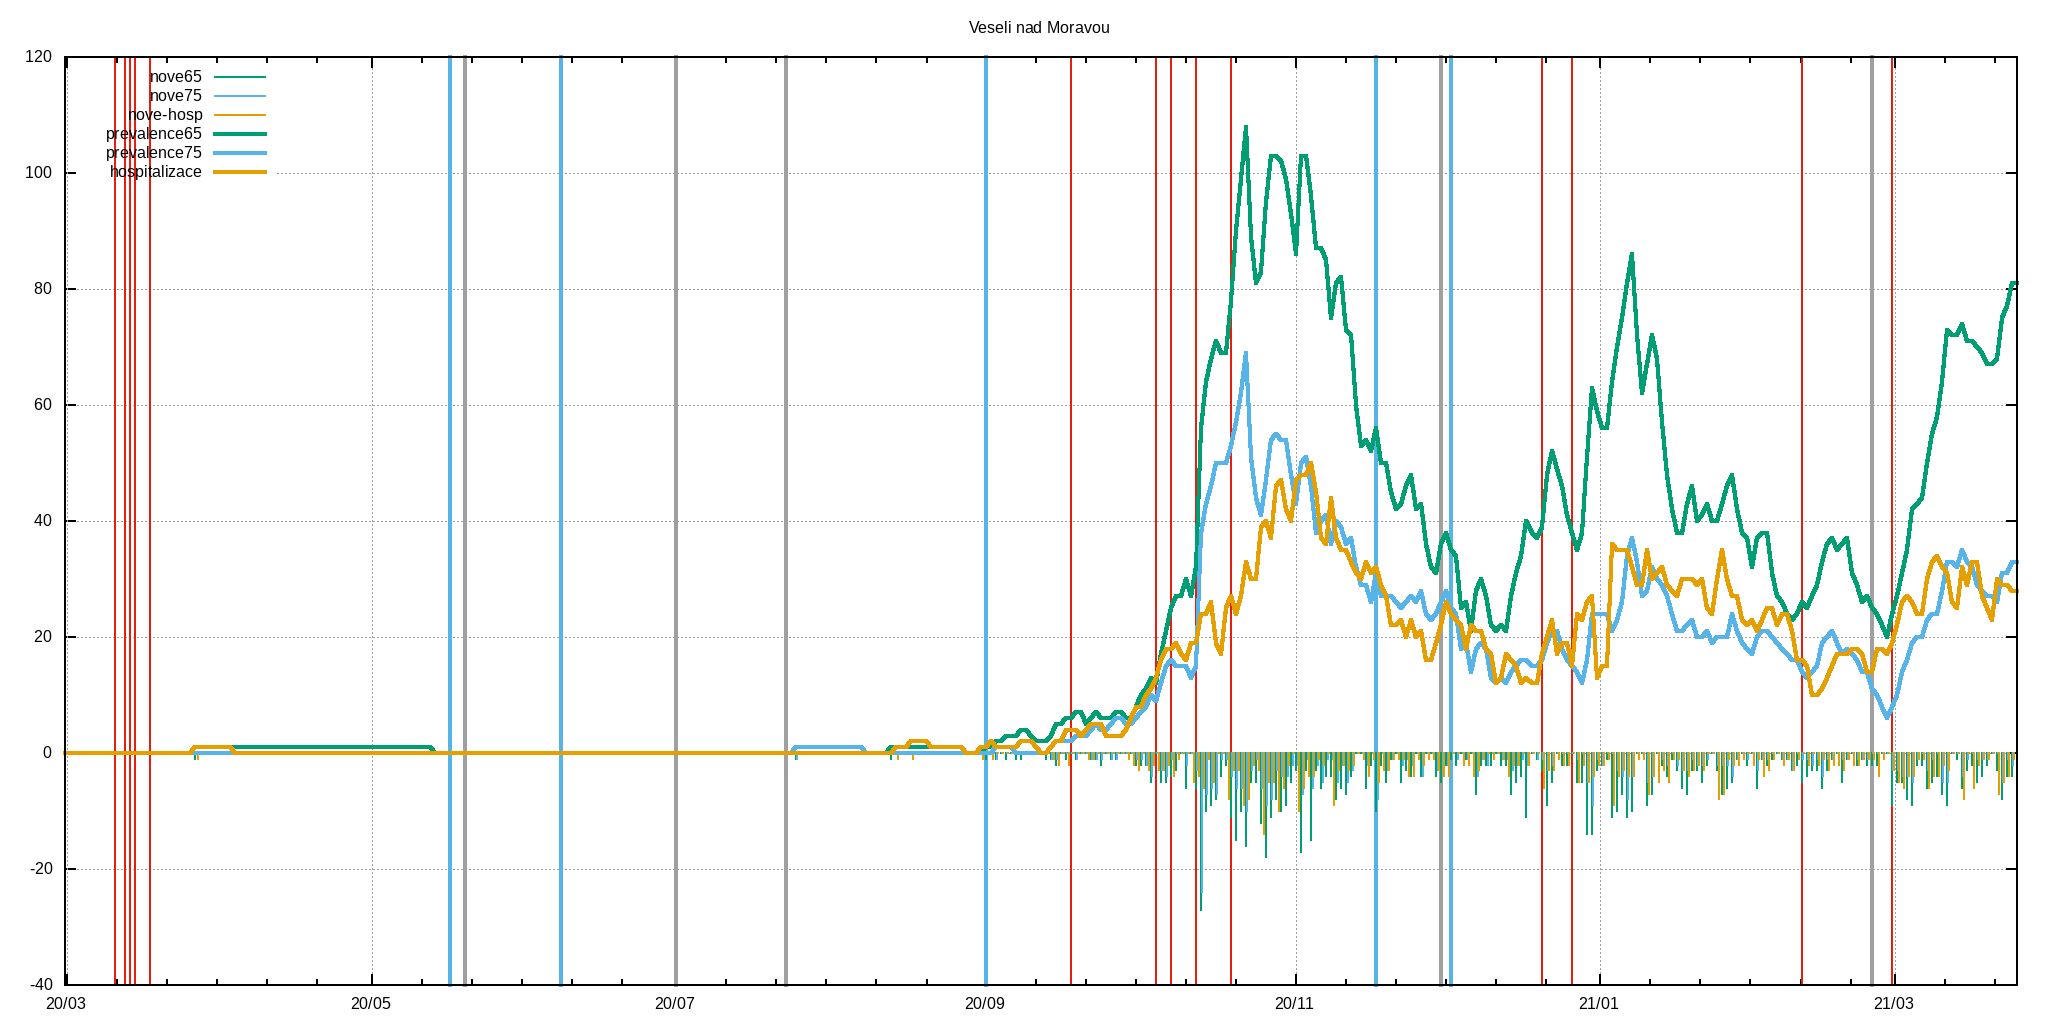 Veseli nad Moravou
120
100
80
60
40
20
0
-20
-40
nove65
nove75
nove-hosp
prevalence65
prevalence75
hospitalizace
20/03 20/05 20/07 20/09 20/11 21/01 21/03